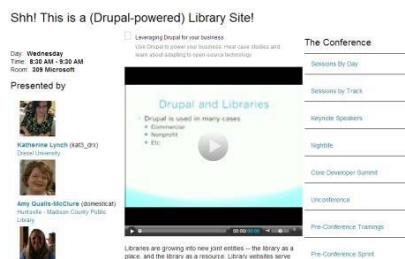 Shh! This is a (Drupal-powered) Library Site!
Day: Wednesday
Time: 8:30 AM - 9:30 AM
Room: 309 Microsoft
Presented by
Katherine Lynch (kat3_drx)
Drexel University
Amy Qualls-McClure (domesticat)
Huntsville - Madison County Public
Library
Leveraging Drupal for your business
Use Drupal to power your business. Hear case studies and
learn about adapting to open-source technology
Drupal and Libraries
Drupal is used in many cases
Commercial
Nonprofit
Etc
00:00
Libraries are growing into new joint entities -- the library as a
place, and the library as a resource. Library websites serve
The Conference
Sessions By Day
Sessions by Track
Keynote Speakers
Nightlife
Core Developer Summit
Unconference
Pre-Conference Trainings
Pre-Conference Sprint